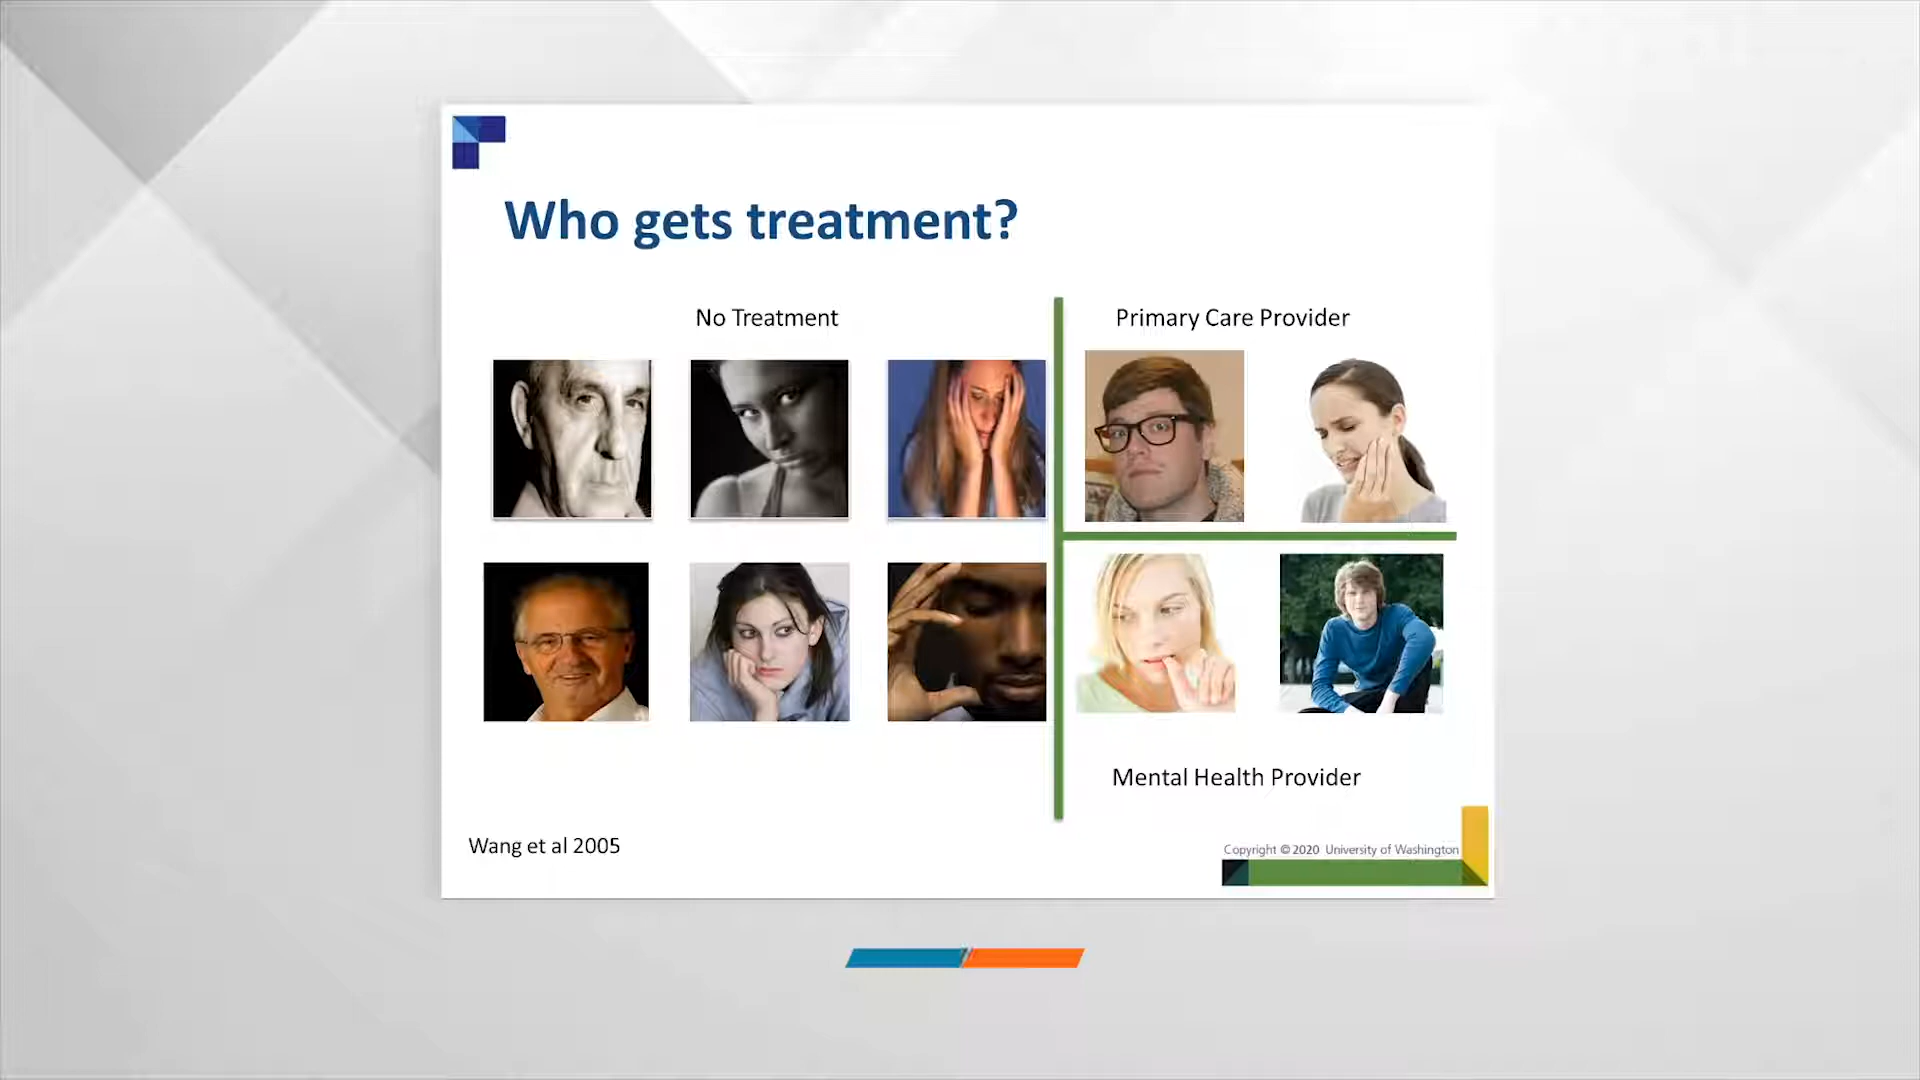 Who gets treatment?
No Treatment
Primary Care Provider
Mental Health Provider
Wang et al 2005
Copyright © 2020 University of Washington